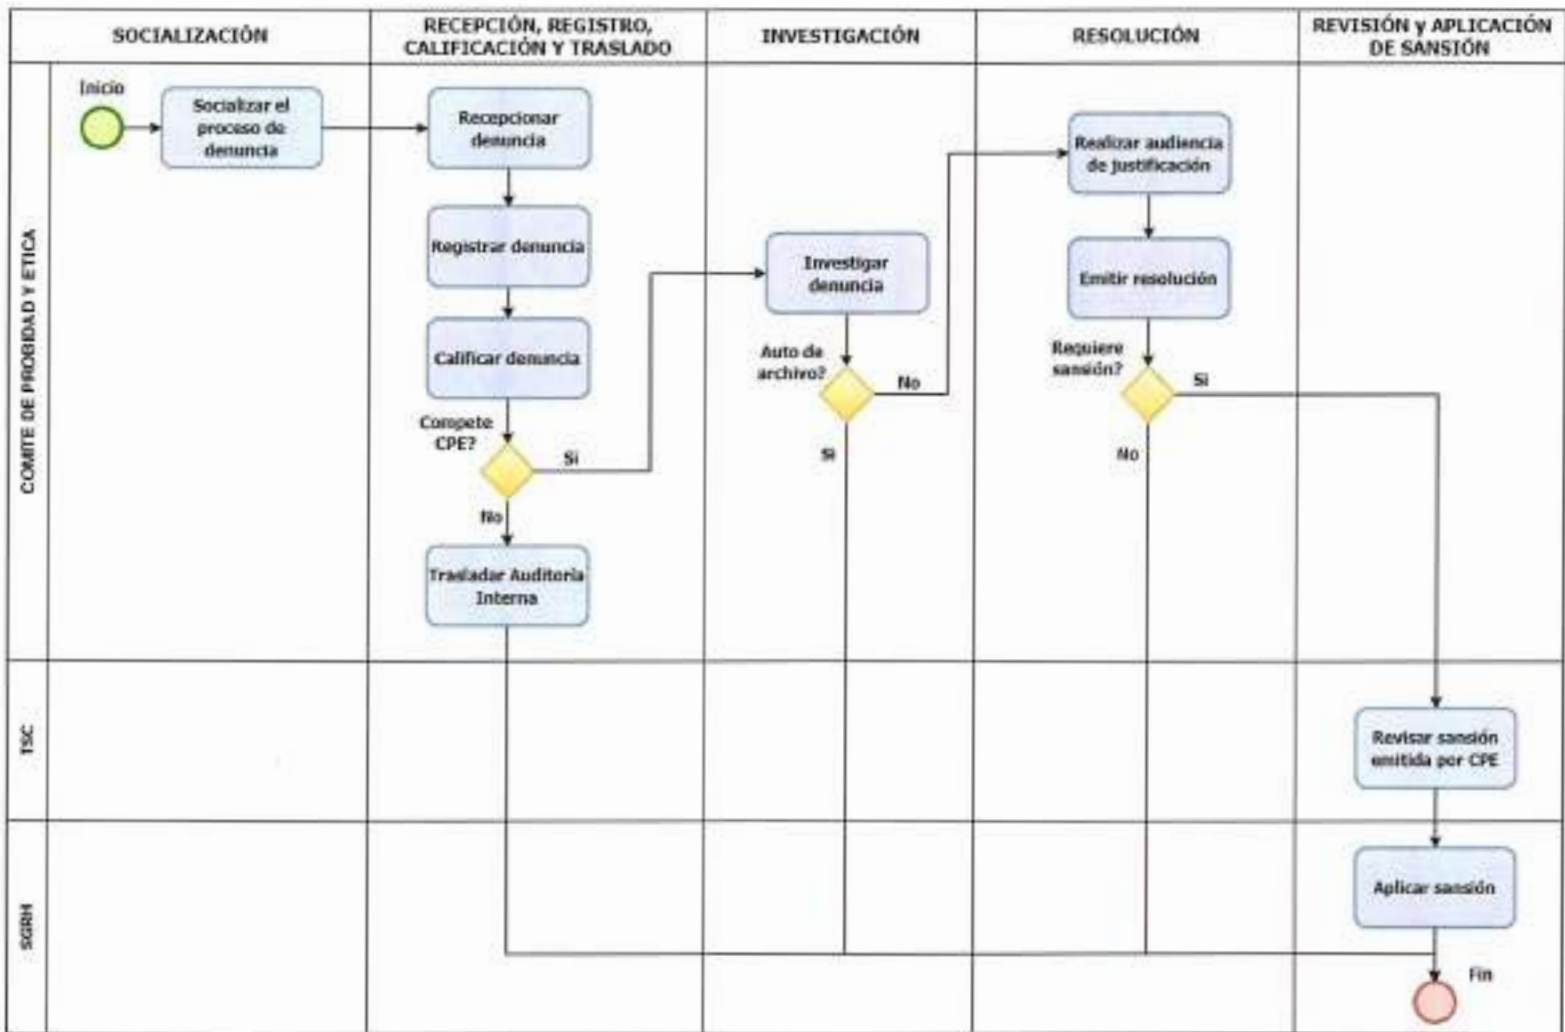 SOCIALIZACIÓN
RECEPCIÓN, REGISTRO,
CALIFICACIÓN Y TRASLADO
INVESTIGACIÓN
RESOLUCIÓN
REVISIÓN y APLICACIÓN
DE SANSIÓN
COMITE DE PROBIDAD Y ETICA
Inicio
Socializar el
proceso de
denuncia
Recepcionar
denuncia
Registrar denuncia
Calificar denuncia
Compete
CPE?
Si
No
Trasladar Auditoría
Interna
Investigar
denuncia
Auto de
archivo?
No
Si
Realizar audiencia
de justificación
Emitir resolución
Requiere
sansión?
Si
No
TSC
Revisar sansión
emitida por CPE
SGRH
Aplicar sansión
Fin